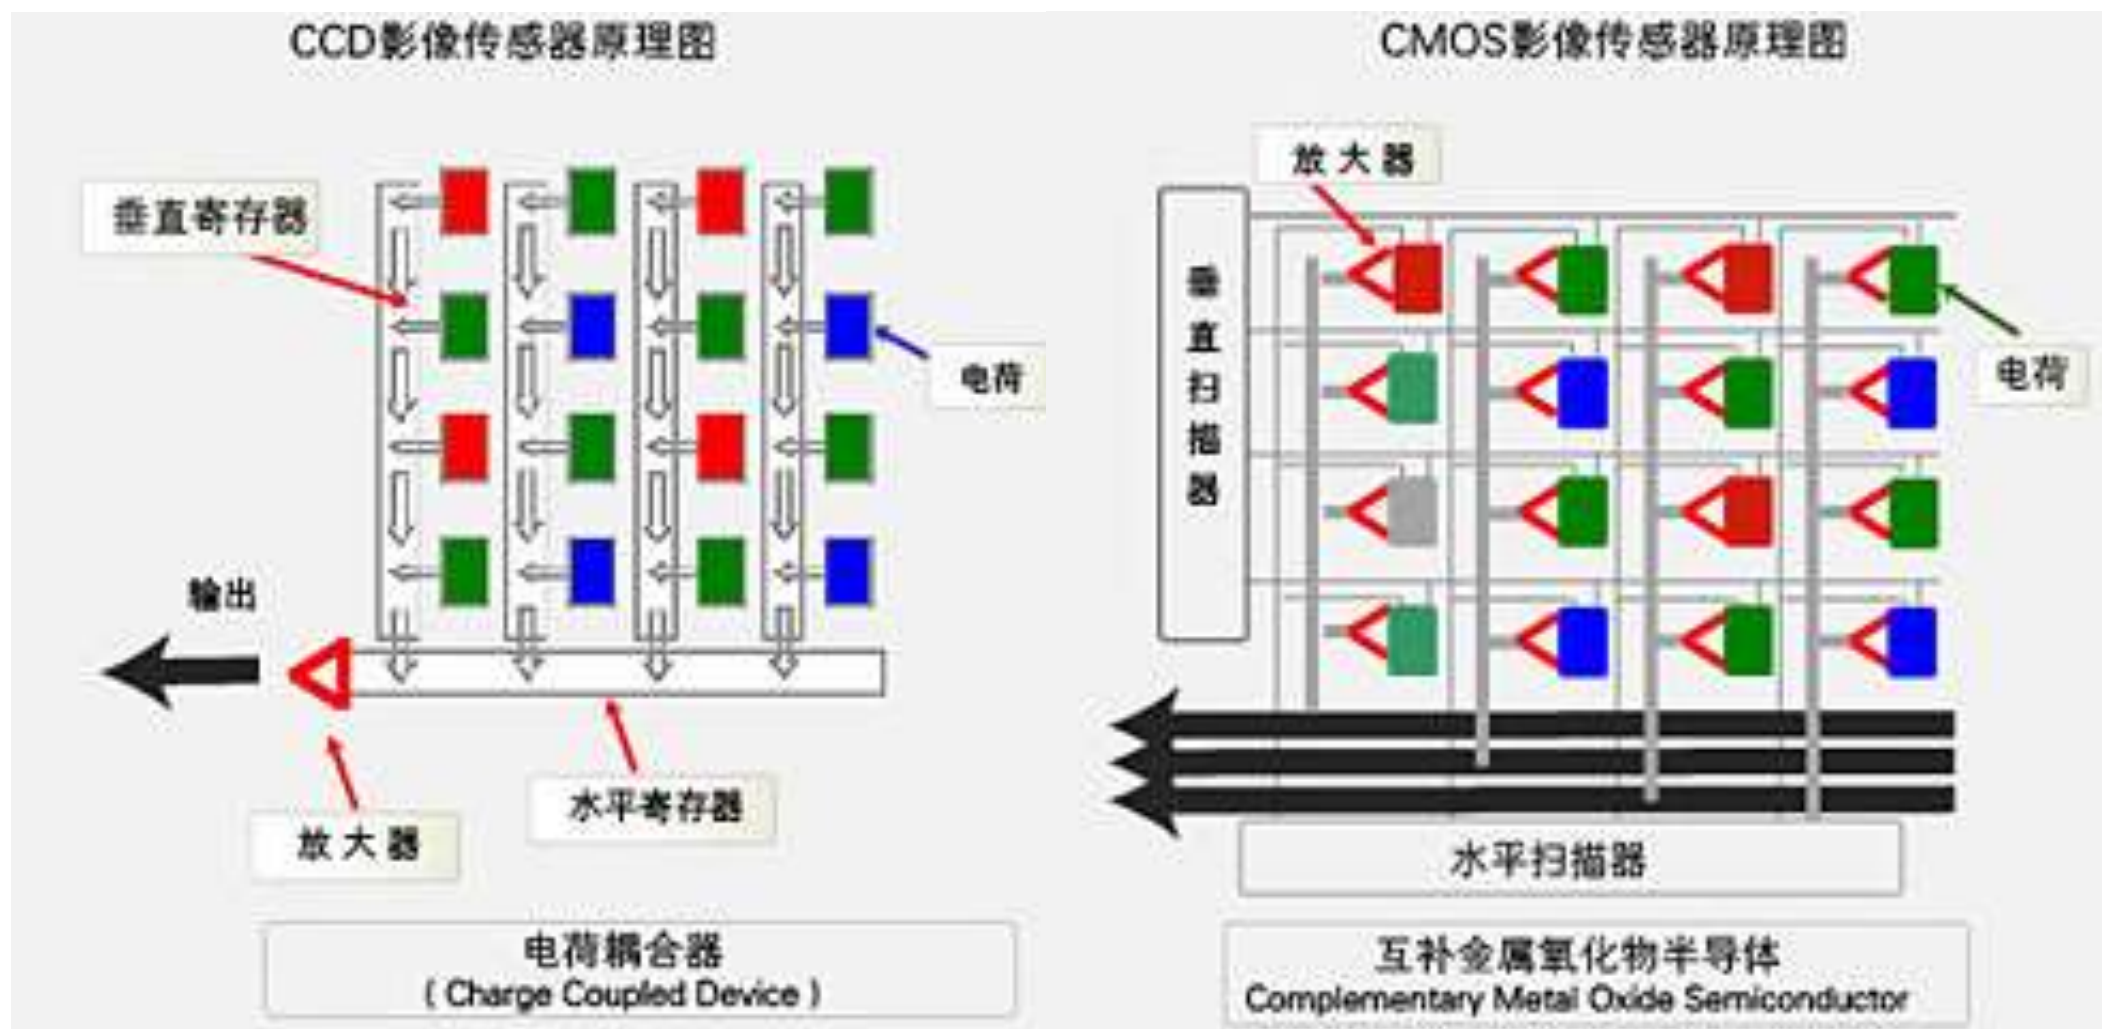 CCD影像传感器原理图
垂直寄存器
电荷
输出
放大器
水平寄存器
电荷耦合器
( Charge Coupled Device )
CMOS影像传感器原理图
放大器
垂直扫描器
电荷
水平扫描器
互补金属氧化物半导体
Complementary Metal Oxide Semiconductor